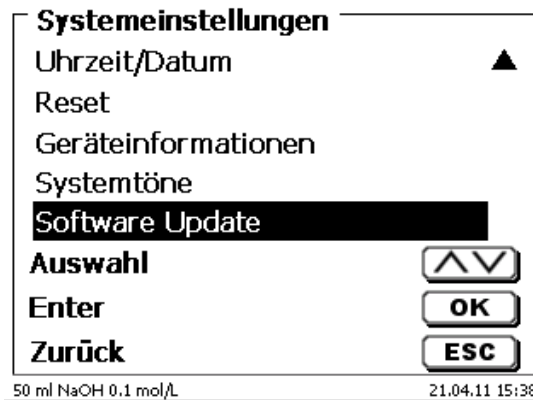 Systemeinstellungen
Uhrzeit/Datum
Reset
Geräteinformationen
Systemtöne
Software Update
Auswahl
Enter OK
Zurück ESC
50 ml NaOH 0.1 mol/L 21.04.11 15:38